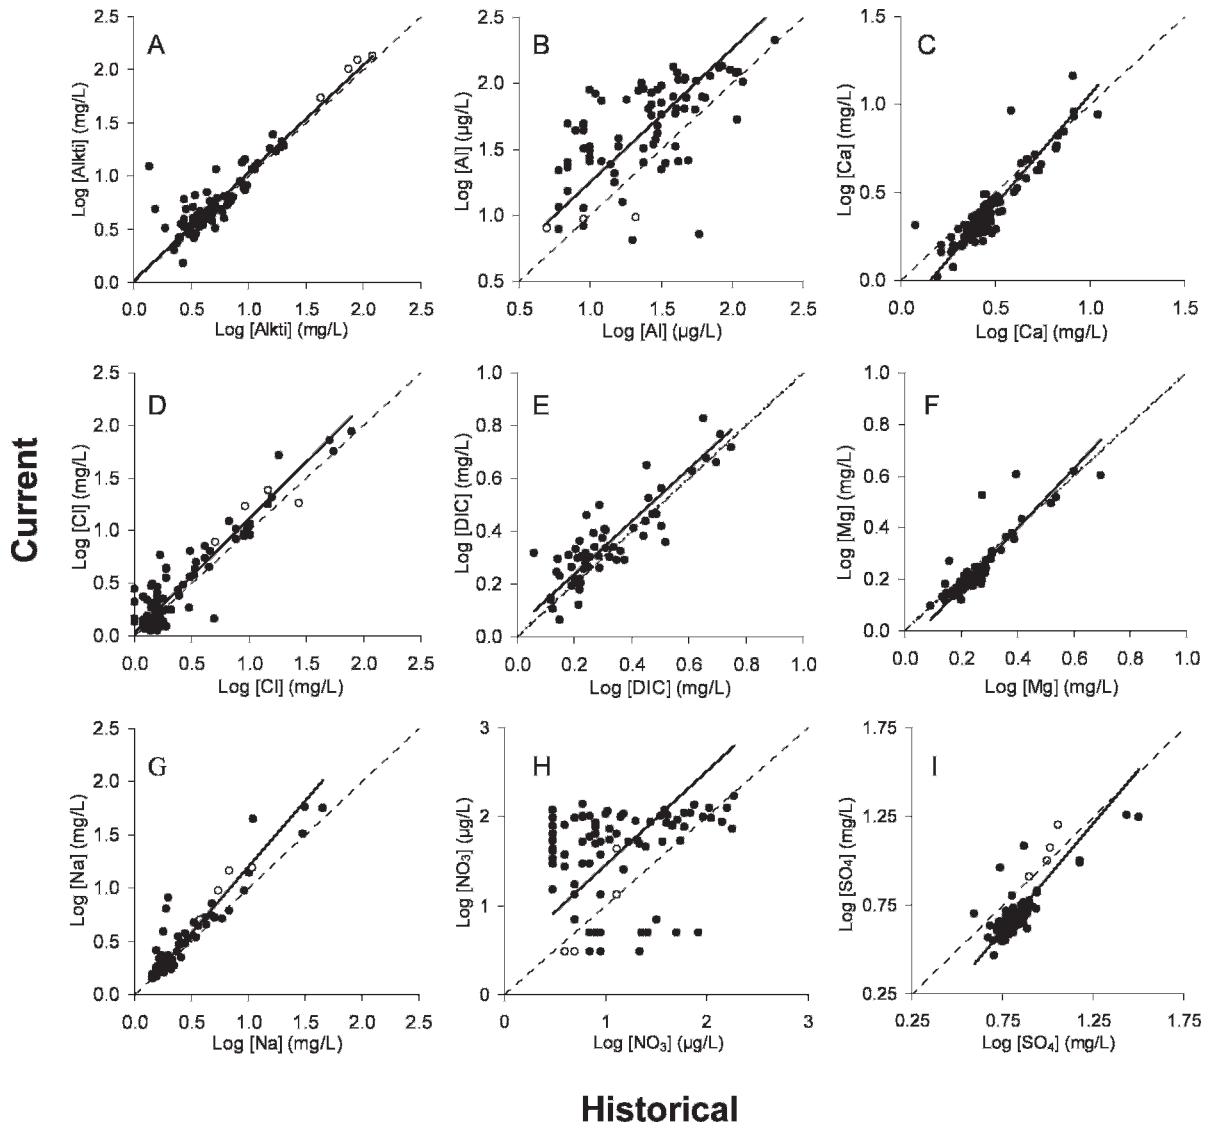 A
Log [Alkti] (mg/L)
2.5
2.0
1.5
1.0
0.5
0.0
0.0 0.5 1.0 1.5 2.0 2.5
Log [Alkti] (mg/L)
B
Log [Al] (µg/L)
2.5
2.0
1.5
1.0
0.5
0.5 1.0 1.5 2.0 2.5
Log [Al] (µg/L)
C
Log [Ca] (mg/L)
1.5
1.0
0.5
0.0
0.0 0.5 1.0 1.5
Log [Ca] (mg/L)
Current
D
Log [Cl] (mg/L)
2.5
2.0
1.5
1.0
0.5
0.0
0.0 0.5 1.0 1.5 2.0 2.5
Log [Cl] (mg/L)
E
Log [DIC] (mg/L)
1.0
0.8
0.6
0.4
0.2
0.0
0.0 0.2 0.4 0.6 0.8 1.0
Log [DIC] (mg/L)
F
Log [Mg] (mg/L)
1.0
0.8
0.6
0.4
0.2
0.0
0.0 0.2 0.4 0.6 0.8 1.0
Log [Mg] (mg/L)
G
Log [Na] (mg/L)
2.5
2.0
1.5
1.0
0.5
0.0
0.0 0.5 1.0 1.5 2.0 2.5
Log [Na] (mg/L)
H
Log [NO₃] (µg/L)
3
2
1
0
0 1 2 3
Log [NO₃] (µg/L)
I
Log [SO₄] (mg/L)
1.75
1.25
0.75
0.25
0.25 0.75 1.25 1.75
Log [SO₄] (mg/L)
Historical